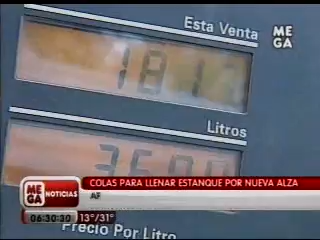 Esta Venta
MEGA
181
Litros
COLAS PARA LLENAR ESTANQUE POR NUEVA ALZA
MEGA NOTICIAS
AF
06:30:30 13°/31°
Precio Por Litro